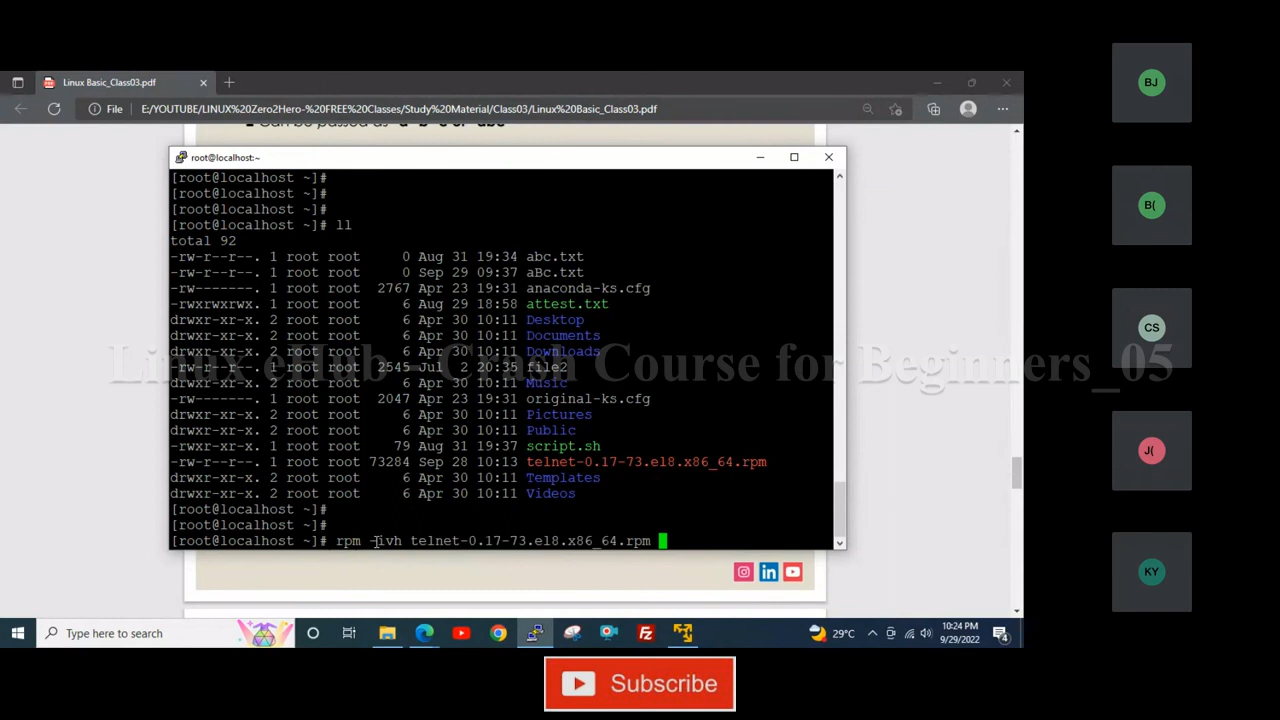 Linux Basic_Class03.pdf
File E:/YOUTUBE/LINUX%20Zero2Hero-%20FREE%20Classes/Study%20Material/Class03/Linux%20Basic_Class03.pdf
root@localhost:~
[root@localhost ~]#
[root@localhost ~]#
[root@localhost ~]#
[root@localhost ~]# ll
total 92
-rw-r--r--. 1 root root 0 Aug 31 19:34 abc.txt
-rw-r--r--. 1 root root 0 Sep 29 09:37 aBc.txt
-rw-------. 1 root root 2767 Apr 23 19:31 anaconda-ks.cfg
-rwxrwxrwx. 1 root root 6 Aug 29 18:58 attest.txt
drwxr-xr-x. 2 root root 6 Apr 30 10:11 Desktop
drwxr-xr-x. 2 root root 6 Apr 30 10:11 Documents
drwxr-xr-x. 2 root root 6 Apr 30 10:11 Downloads
-rw-r--r--. 1 root root 2545 Jul 2 20:35 file2
drwxr-xr-x. 2 root root 6 Apr 30 10:11 Music
-rw-------. 1 root root 2047 Apr 23 19:31 original-ks.cfg
drwxr-xr-x. 2 root root 6 Apr 30 10:11 Pictures
drwxr-xr-x. 2 root root 6 Apr 30 10:11 Public
-rwxr-xr-x. 1 root root 79 Aug 31 19:37 script.sh
-rw-r--r--. 1 root root 73284 Sep 28 10:13 telnet-0.17-73.el8.x86_64.rpm
drwxr-xr-x. 2 root root 6 Apr 30 10:11 Templates
drwxr-xr-x. 2 root root 6 Apr 30 10:11 Videos
[root@localhost ~]#
[root@localhost ~]#
[root@localhost ~]# rpm -ivh telnet-0.17-73.el8.x86_64.rpm
Linux eHub - Crash Course for Beginners_05
BJ
B(
CS
J(
KY
Type here to search
29°C
10:24 PM
9/29/2022
4
Subscribe